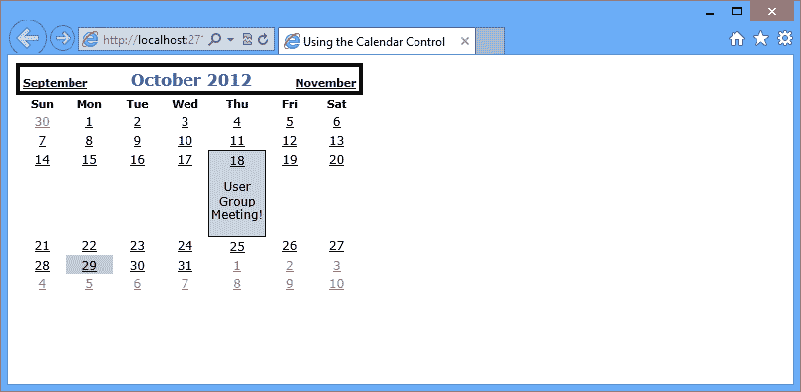 http://localhost:27
Using the Calendar Control
September October 2012 November
Sun Mon Tue Wed Thu Fri Sat
30 1 2 3 4 5 6
7 8 9 10 11 12 13
14 15 16 17 18 19 20
User
Group
Meeting!
21 22 23 24 25 26 27
28 29 30 31 1 2 3
4 5 6 7 8 9 10